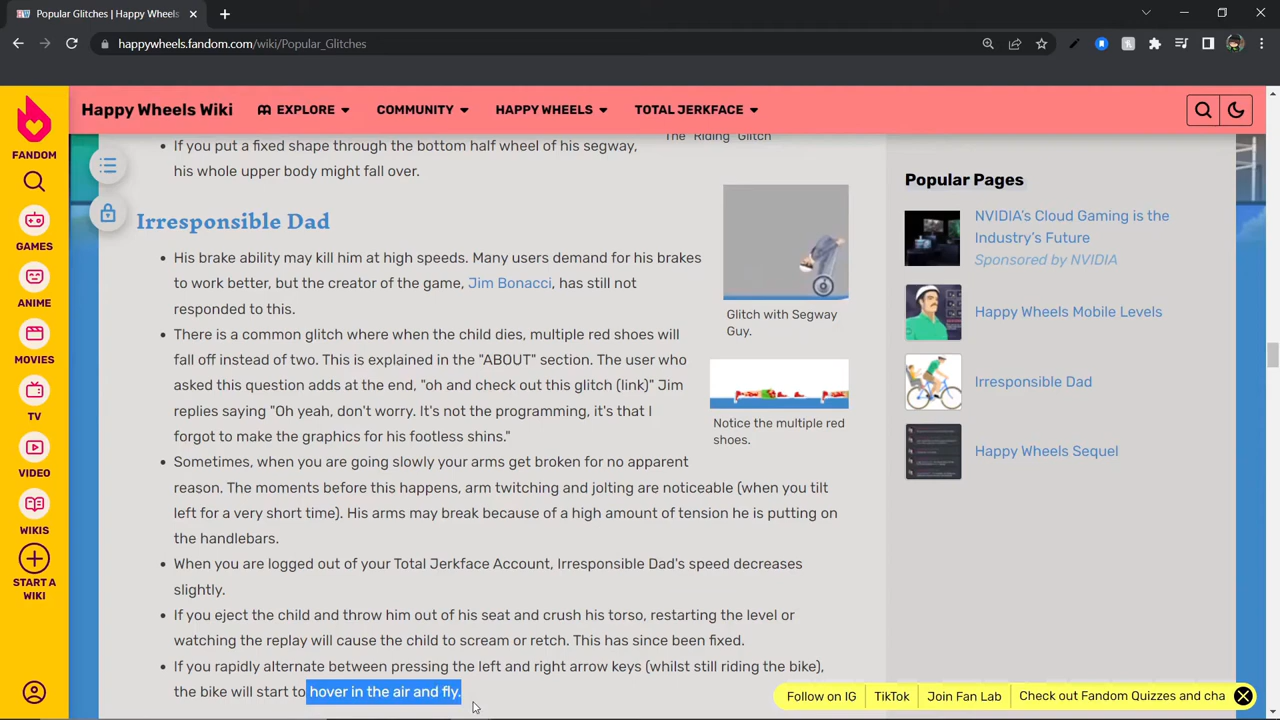 Popular Glitches | Happy Wheels
happywheels.fandom.com/wiki/Popular_Glitches
Happy Wheels Wiki
EXPLORE
COMMUNITY
HAPPY WHEELS
TOTAL JERKFACE
FANDOM
GAMES
ANIME
MOVIES
TV
VIDEO
WIKIS
START A
WIKI
The "Riding" Glitch
If you put a fixed shape through the bottom half wheel of his segway,
his whole upper body might fall over.
Irresponsible Dad
His brake ability may kill him at high speeds. Many users demand for his brakes
to work better, but the creator of the game, Jim Bonacci, has still not
responded to this.
There is a common glitch where when the child dies, multiple red shoes will
fall off instead of two. This is explained in the "ABOUT" section. The user who
asked this question adds at the end, "oh and check out this glitch (link)" Jim
replies saying "Oh yeah, don't worry. It's not the programming, it's that I
forgot to make the graphics for his footless shins."
Sometimes, when you are going slowly your arms get broken for no apparent
reason. The moments before this happens, arm twitching and jolting are noticeable (when you tilt
left for a very short time). His arms may break because of a high amount of tension he is putting on
the handlebars.
When you are logged out of your Total Jerkface Account, Irresponsible Dad's speed decreases
slightly.
If you eject the child and throw him out of his seat and crush his torso, restarting the level or
watching the replay will cause the child to scream or retch. This has since been fixed.
If you rapidly alternate between pressing the left and right arrow keys (whilst still riding the bike),
the bike will start to hover in the air and fly.
Glitch with Segway
Guy.
Notice the multiple red
shoes.
Popular Pages
NVIDIA's Cloud Gaming is the
Industry's Future
Sponsored by NVIDIA
Happy Wheels Mobile Levels
Irresponsible Dad
Happy Wheels Sequel
Follow on IG
TikTok
Join Fan Lab
Check out Fandom Quizzes and cha